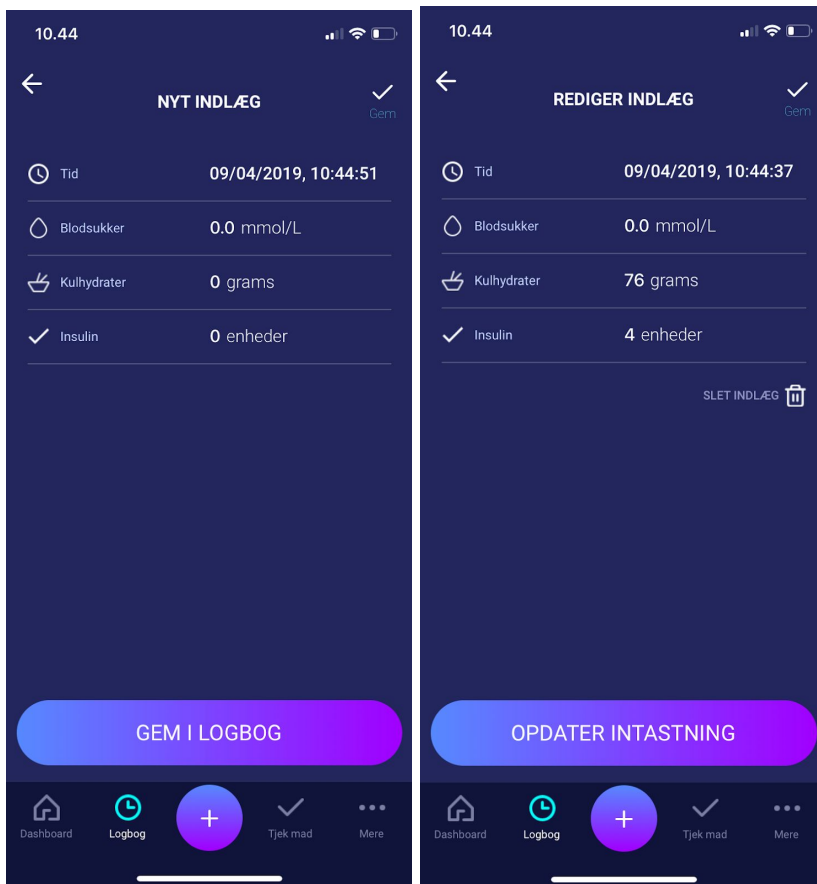 10.44
NYT INDLÆG
Gem
Tid 09/04/2019, 10:44:51
Blodsukker 0.0 mmol/L
Kulhydrater 0 grams
Insulin 0 enheder
GEM I LOGBOG
Dashboard Logbog Tjek mad Mere
10.44
REDIGER INDLÆG
Gem
Tid 09/04/2019, 10:44:37
Blodsukker 0.0 mmol/L
Kulhydrater 76 grams
Insulin 4 enheder
SLET INDLÆG
OPDATER INTASTNING
Dashboard Logbog Tjek mad Mere